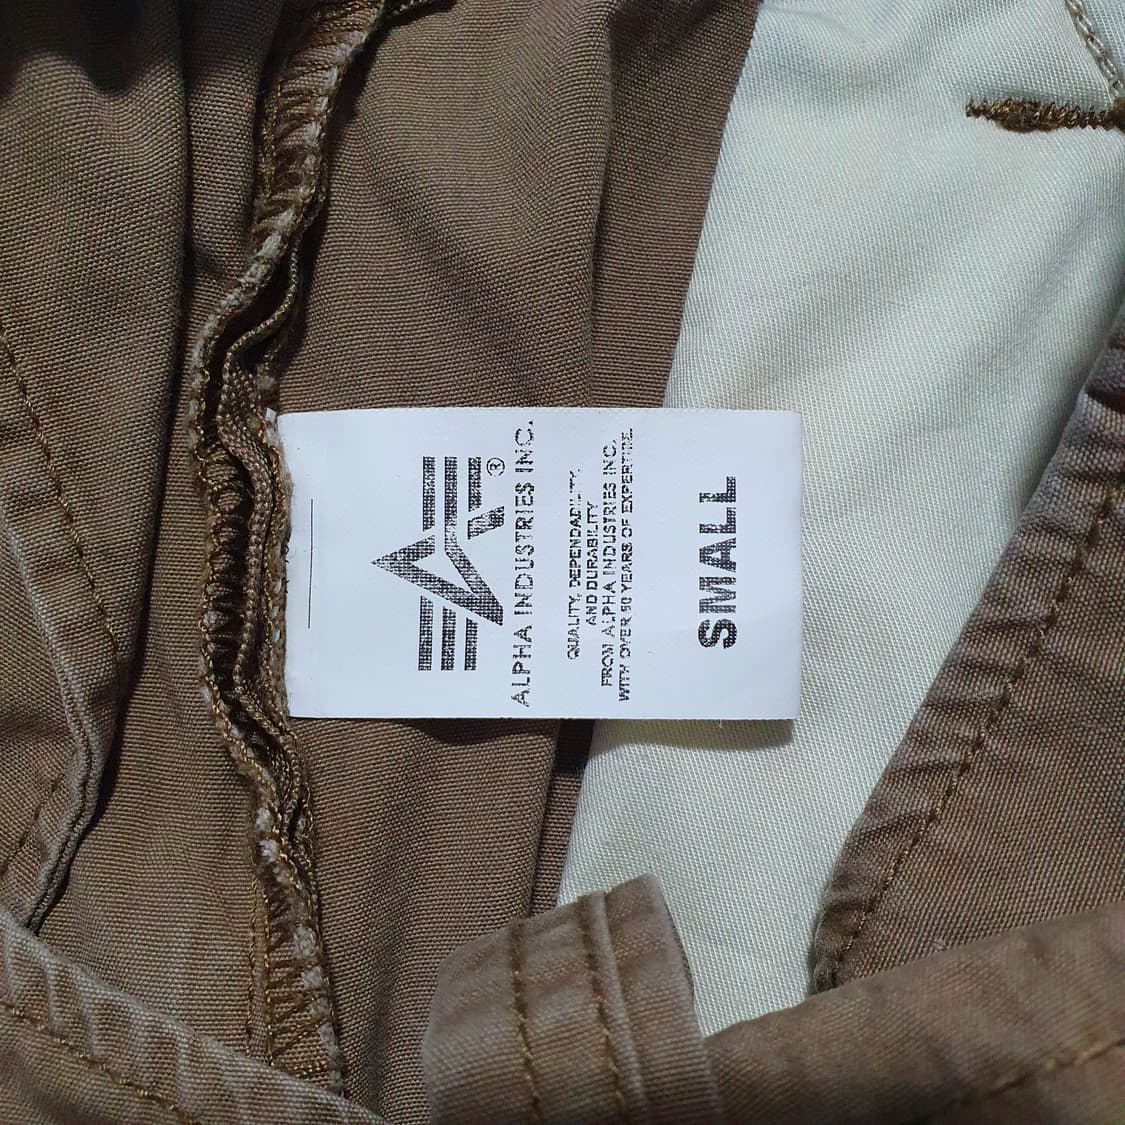 ®
ALPHA INDUSTRIES INC.
QUALITY, DEPENDABILITY,
AND DURABILITY
FROM ALPHA INDUSTRIES INC.
WITH OVER 50 YEARS OF EXPERTISE.
SMALL